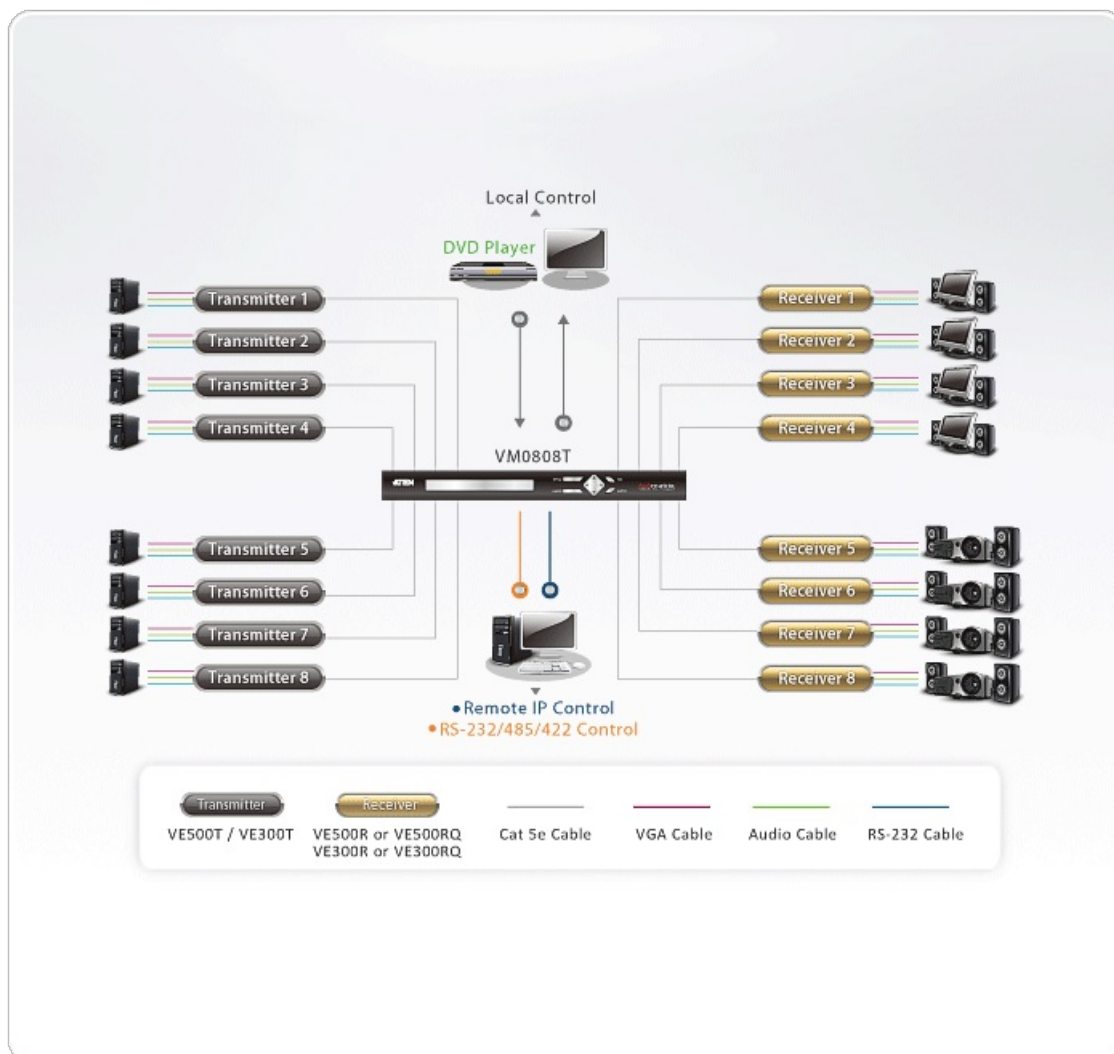 Local Control
DVD Player
Transmitter 1
Transmitter 2
Transmitter 3
Transmitter 4
Receiver 1
Receiver 2
Receiver 3
Receiver 4
VM0808T
ATEN
Transmitter 5
Transmitter 6
Transmitter 7
Transmitter 8
Receiver 5
Receiver 6
Receiver 7
Receiver 8
•Remote IP Control
•RS-232/485/422 Control
Transmitter
VE500T / VE300T
Receiver
VE500R or VE500RQ
VE300R or VE300RQ
Cat 5e Cable
VGA Cable
Audio Cable
RS-232 Cable